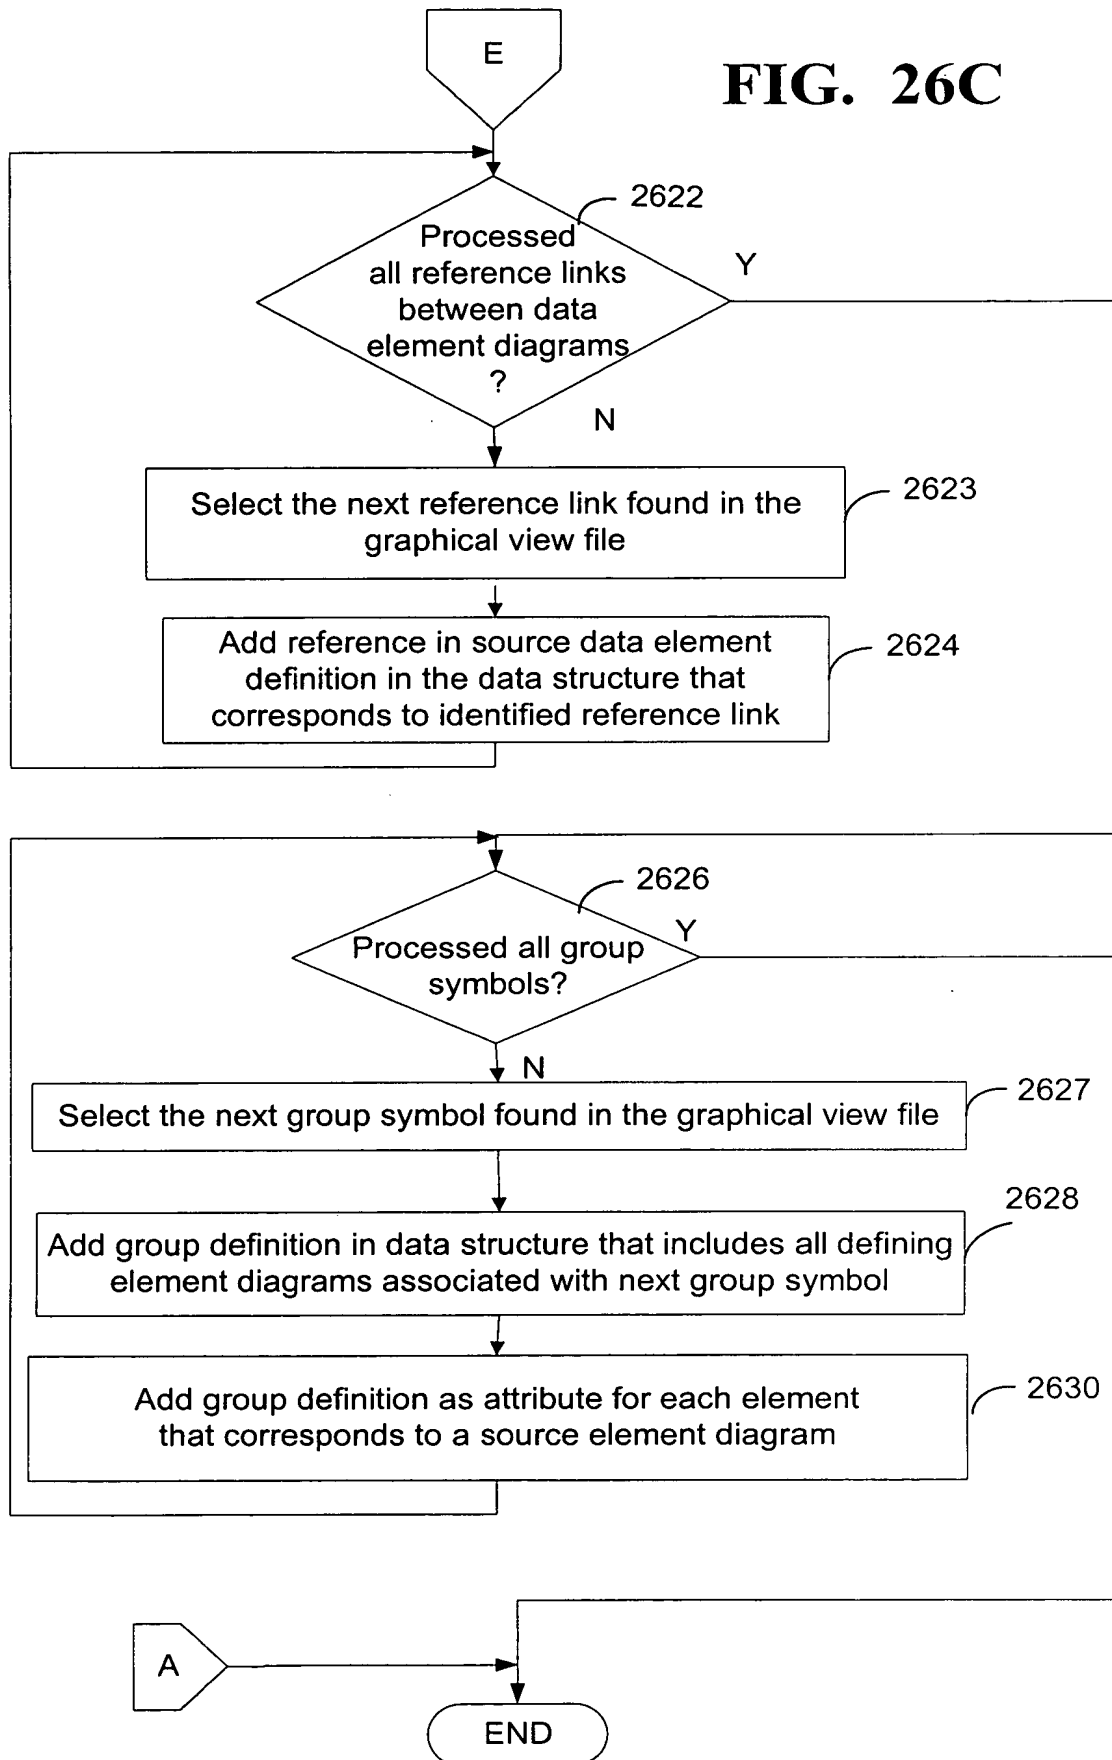 E
FIG. 26C
2622
Processed
all reference links
between data
element diagrams
?
Y
N
2623
Select the next reference link found in the
graphical view file
2624
Add reference in source data element
definition in the data structure that
corresponds to identified reference link
2626
Processed all group
symbols?
Y
N
2627
Select the next group symbol found in the graphical view file
2628
Add group definition in data structure that includes all defining
element diagrams associated with next group symbol
2630
Add group definition as attribute for each element
that corresponds to a source element diagram
A
END